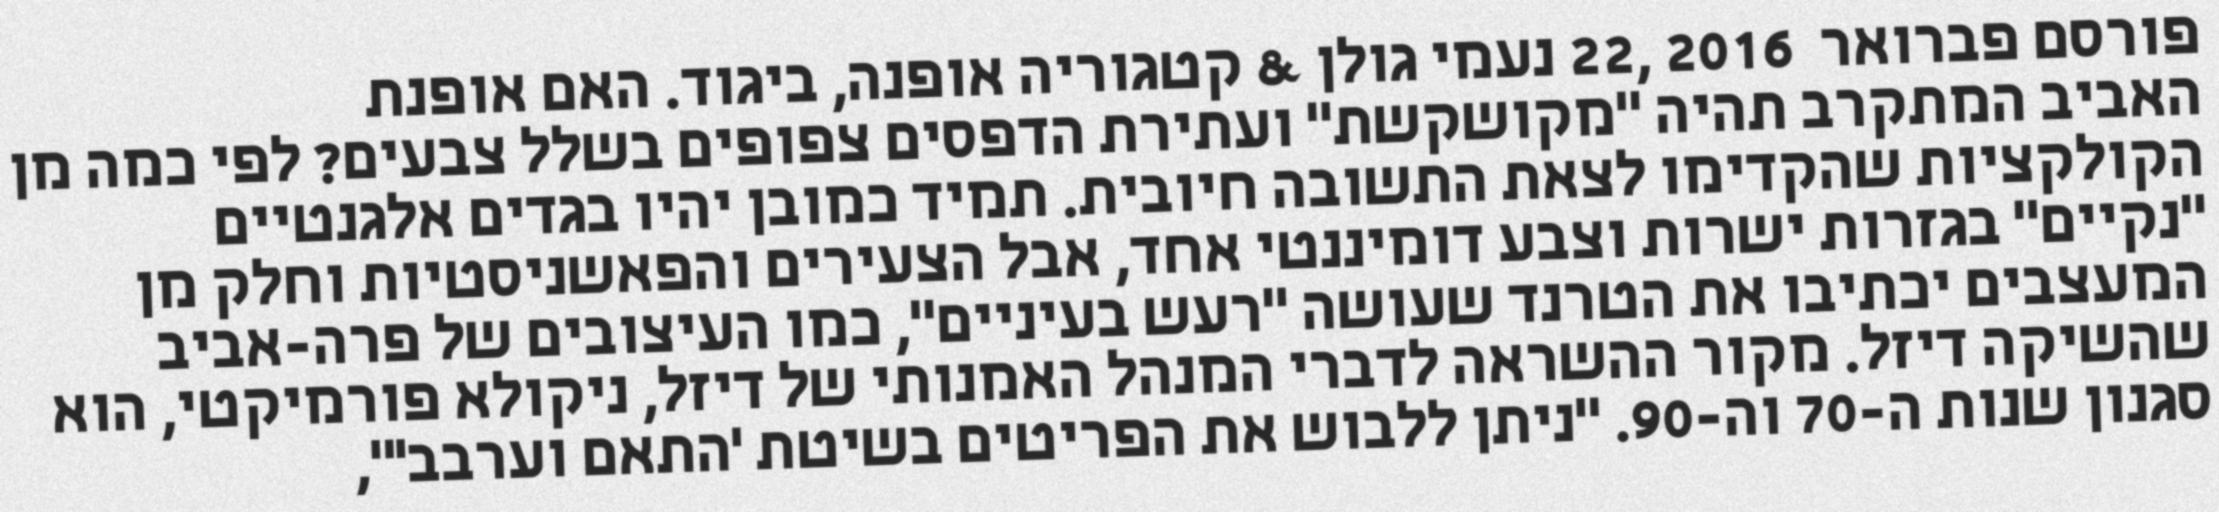 פורסם פברואר 22, 2016 נעמי גולן & קטגוריה אופנה, ביגוד. האם אופנת
האביב המתקרב תהיה "מקושקשת" ועתירת הדפסים צפופים בשלל צבעים? לפי כמה מן
הקולקציות שהקדימו לצאת התשובה חיובית. תמיד כמובן יהיו בגדים אלגנטיים
"נקיים" בגזרות ישרות וצבע דומיננטי אחד, אבל הצעירים והפאשניסטיות וחלק מן
המעצבים יכתיבו את הטרנד שעושה "רעש בעיניים", כמו העיצובים של פרה-אביב
שהשיקה דיזל. מקור ההשראה לדברי המנהל האמנותי של דיזל, ניקולא פורמיקטי, הוא
סגנון שנות ה-70 וה-90. "ניתן ללבוש את הפריטים בשיטת 'התאם וערבב'",